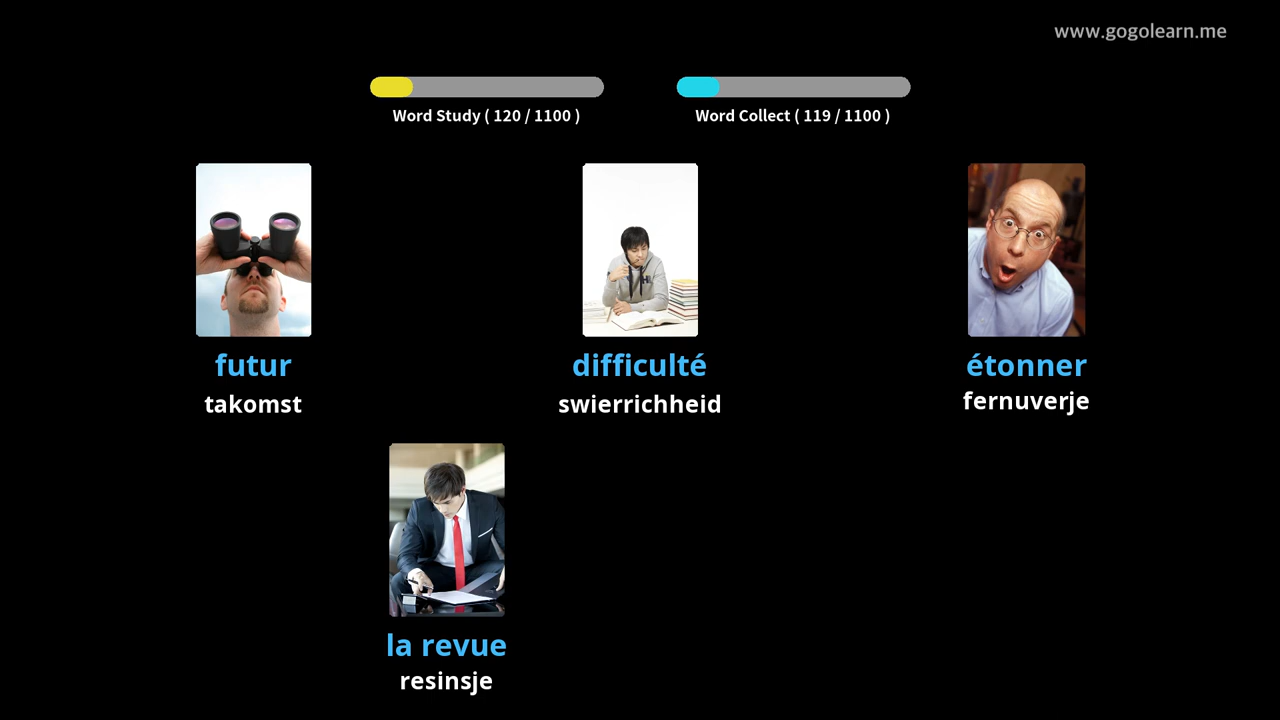 www.gogolearn.me
Word Study ( 120 / 1100 )
Word Collect ( 119 / 1100 )
futur
takomst
difficulté
swierrichheid
étonner
fernuverje
la revue
resinsje